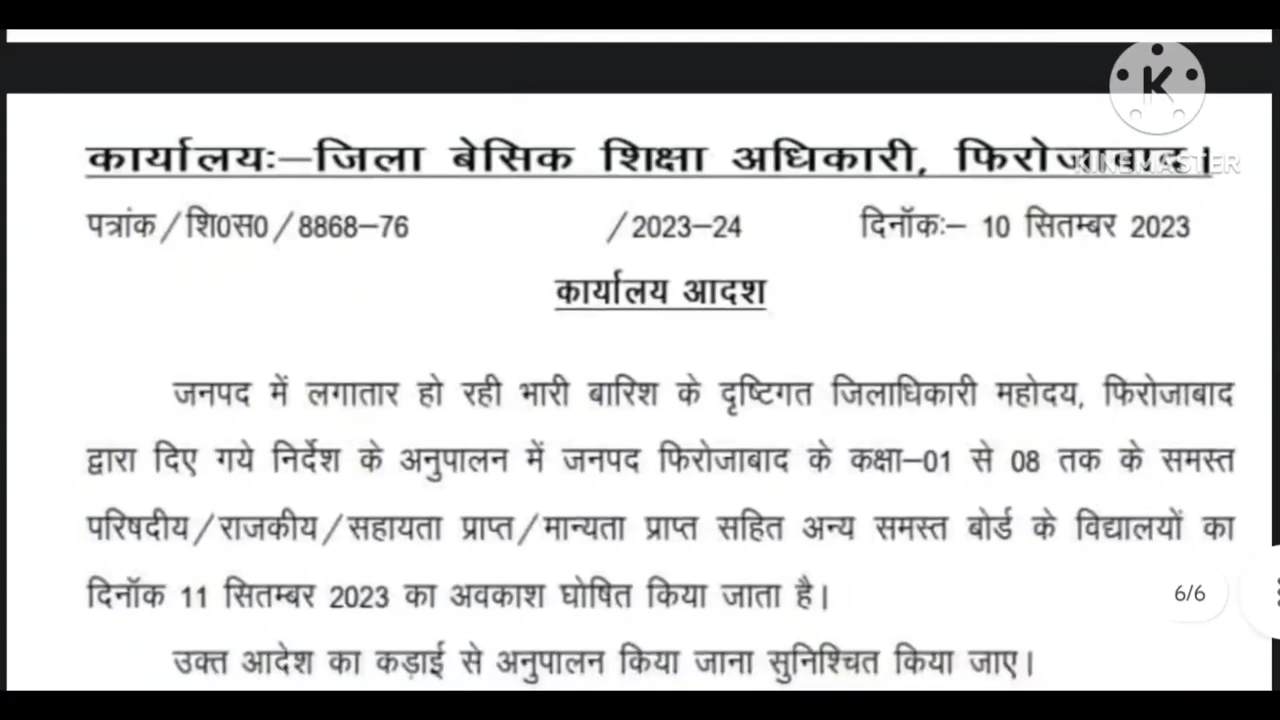 कार्यालयः–जिला बेसिक शिक्षा अधिकारी, फिरोजाबाद।
पत्रांक/शि0स0/8868–76 /2023–24 दिनॉकः– 10 सितम्बर 2023
कार्यालय आदश
जनपद में लगातार हो रही भारी बारिश के दृष्टिगत जिलाधिकारी महोदय, फिरोजाबाद
द्वारा दिए गये निर्देश के अनुपालन में जनपद फिरोजाबाद के कक्षा–01 से 08 तक के समस्त
परिषदीय/राजकीय/सहायता प्राप्त/मान्यता प्राप्त सहित अन्य समस्त बोर्ड के विद्यालयों का
दिनॉक 11 सितम्बर 2023 का अवकाश घोषित किया जाता है।
उक्त आदेश का कड़ाई से अनुपालन किया जाना सुनिश्चित किया जाए।
K
KINEMASTER
6/6